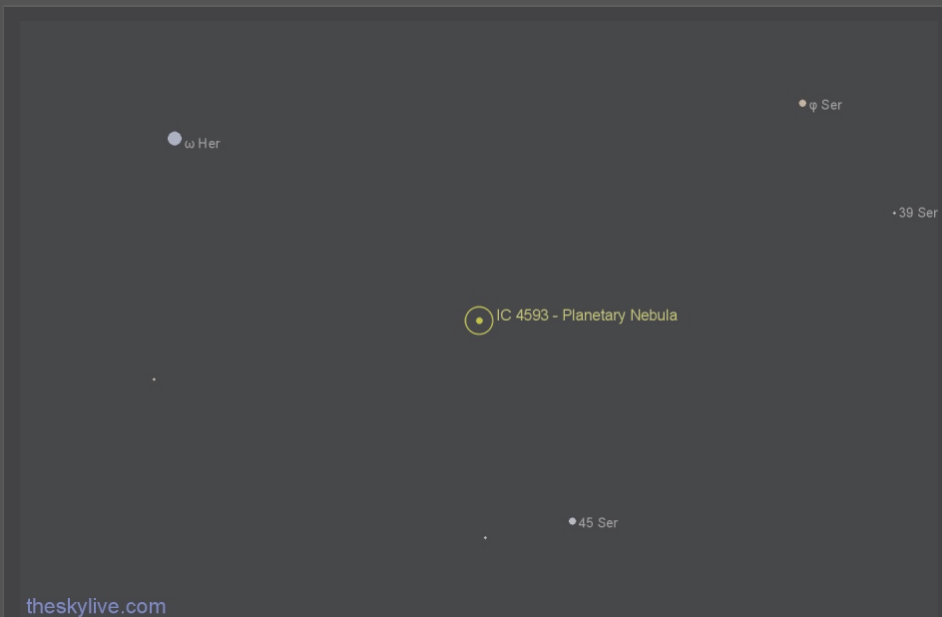 φ Ser
ω Her
39 Ser
IC 4593 - Planetary Nebula
45 Ser
theskylive.com